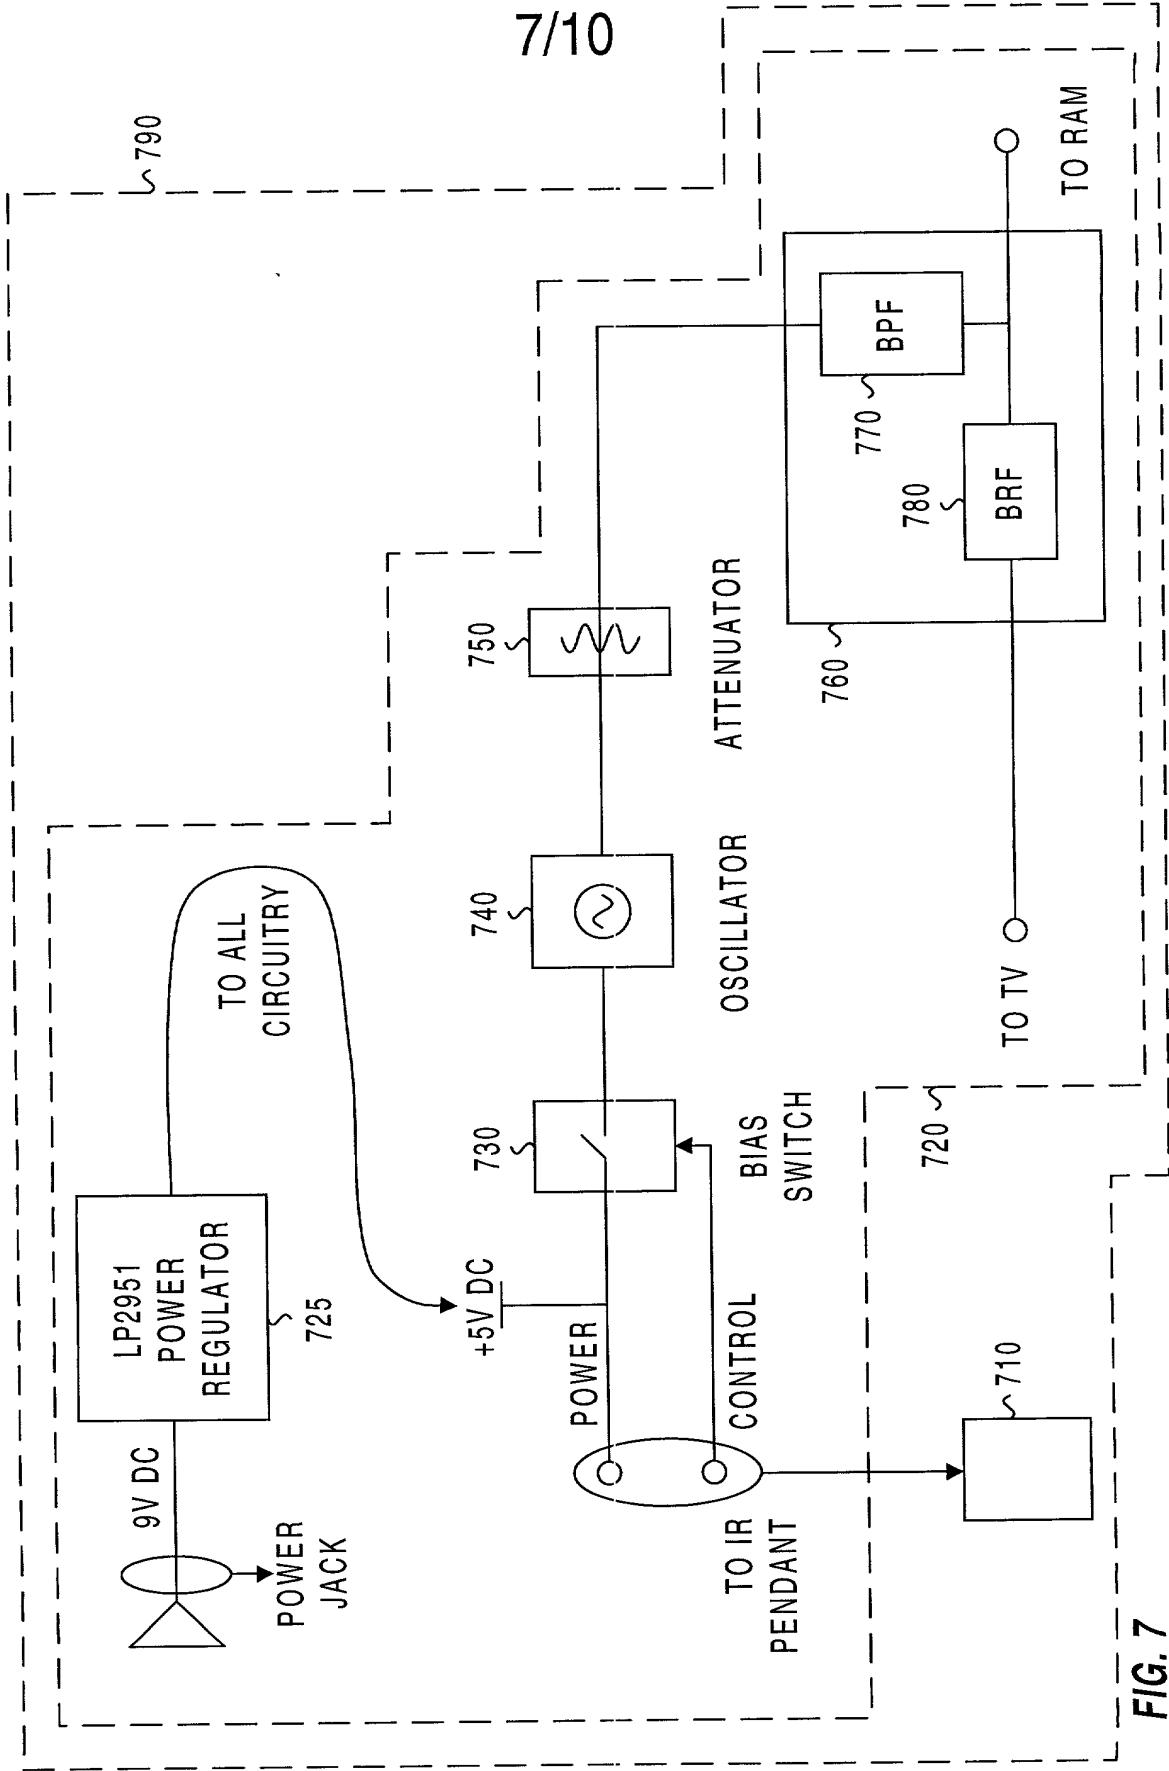 7/10
790
LP2951
POWER
REGULATOR
725
9V DC
POWER
JACK
TO ALL
CIRCUITRY
+5V DC
POWER
CONTROL
TO IR
PENDANT
710
730
BIAS
SWITCH
740
OSCILLATOR
750
ATTENUATOR
720
760
770
BPF
780
BRF
TO TV
TO RAM
FIG. 7